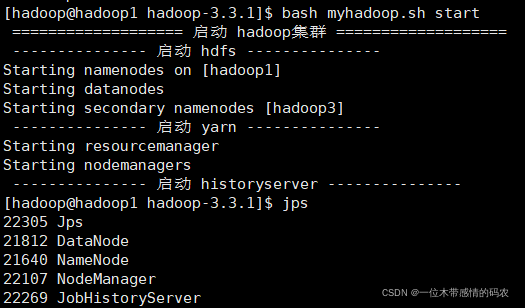 [hadoop@hadoop1 hadoop-3.3.1]$ bash myhadoop.sh start
=================== 启动 hadoop集群 ===================
--------------- 启动 hdfs ---------------
Starting namenodes on [hadoop1]
Starting datanodes
Starting secondary namenodes [hadoop3]
--------------- 启动 yarn ---------------
Starting resourcemanager
Starting nodemanagers
--------------- 启动 historyserver ---------------
[hadoop@hadoop1 hadoop-3.3.1]$ jps
22305 Jps
21812 DataNode
21640 NameNode
22107 NodeManager
22269 JobHistoryServer
CSDN @一位木带感情的码农